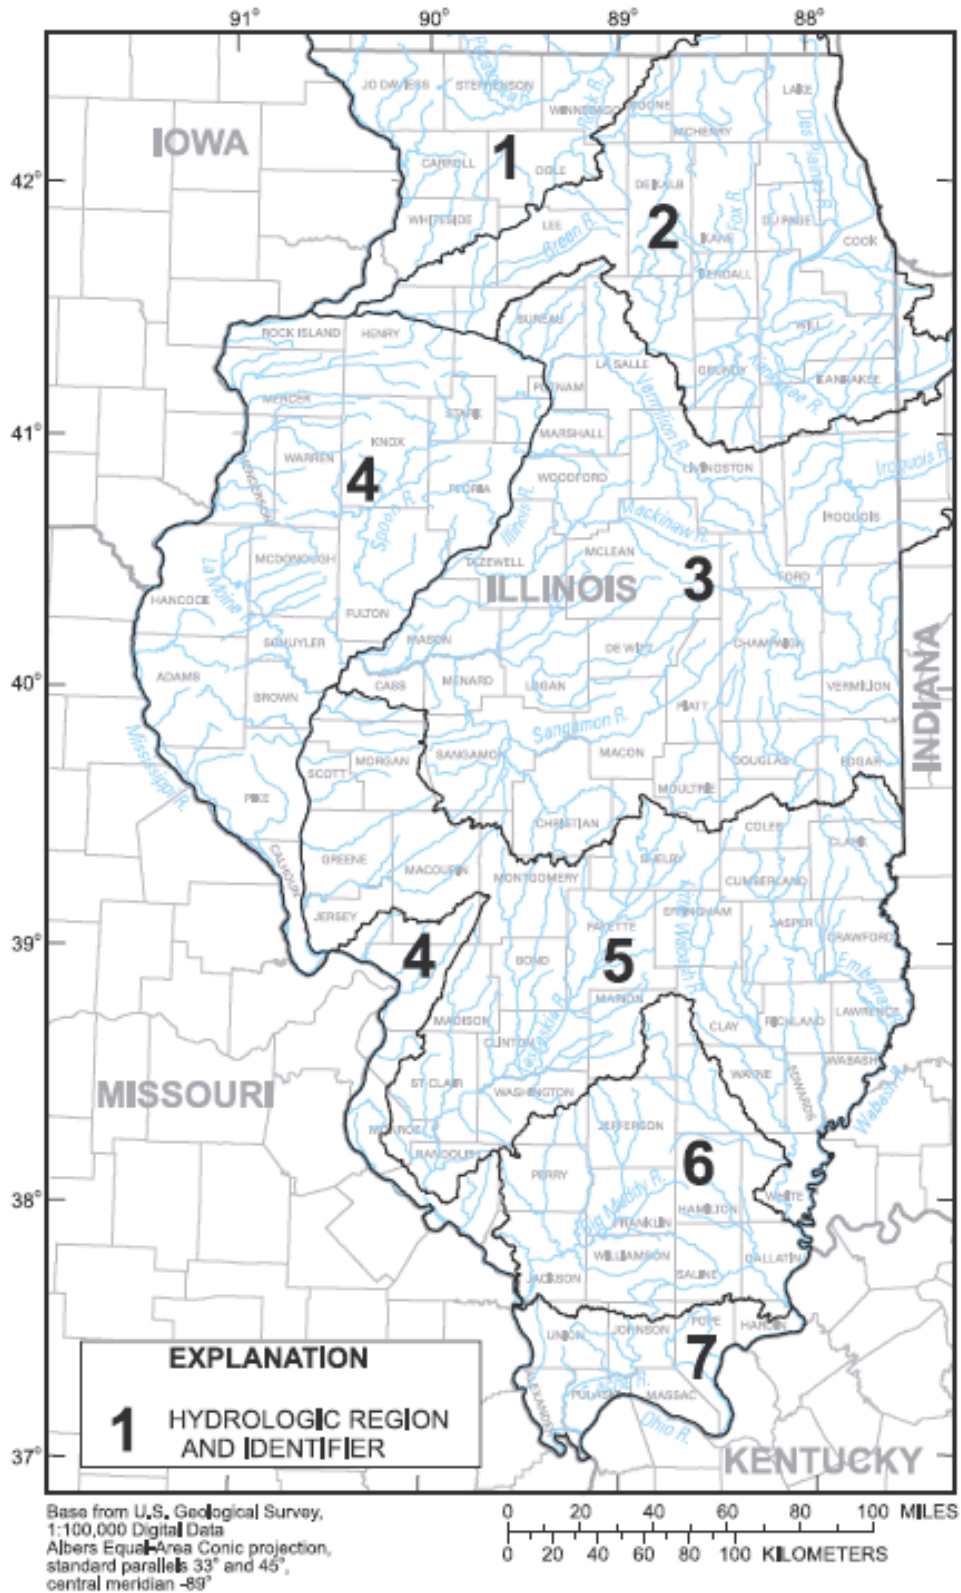 91° 90° 89° 88°
JO DAVIESS STEPHENSON WINNEBAGO BOONE LAKE
Rock R.
MCHENRY
Des Plaines R.
IOWA
1
CARROLL OGLE
42°
DE KALB
2
Fox R.
WHITESIDE LEE KANE DU PAGE
COOK
Green R.
KENDALL
BUREAU
ROCK ISLAND HENRY WILL
LA SALLE GRUNDY
Kankakee R.
KANKAKEE
PUTNAM
MERCER
Vermilion R.
STARK
41°
MARSHALL
KNOX
WARREN
LIVINGSTON
Iroquois R.
HENDERSON
4
WOODFORD
PEORIA
Spoon R.
Illinois R.
Mackinaw R.
IROQUOIS
MCDONOUGH
TAZEWELL
MCLEAN
3
FORD
La Moine
ILLINOIS
HANCOCK
FULTON
MASON
SCHUYLER
DE WITT
CHAMPAIGN
INDIANA
40°
ADAMS
CASS MENARD LOGAN
VERMILION
BROWN
PIATT
Sangamon R.
Mississippi R.
MORGAN SANGAMON MACON
DOUGLAS EDGAR
SCOTT
MOULTRIE
PIKE
CHRISTIAN
COLES
CLARK
CALHOUN
GREENE
MACOUPIN
SHELBY
MONTGOMERY
CUMBERLAND
JERSEY
EFFINGHAM
Little Wabash R.
FAYETTE
JASPER
CRAWFORD
39°
4
BOND
5
Embarras
MARION
MADISON
CLAY
RICHLAND
LAWRENCE
Kaskaskia R.
CLINTON
WABASH
MISSOURI
ST CLAIR
WASHINGTON
WAYNE
EDWARDS
Wabash R.
MONROE
JEFFERSON
RANDOLPH
6
PERRY
38°
WHITE
Big Muddy R.
HAMILTON
FRANKLIN
WILLIAMSON
GALLATIN
JACKSON
SALINE
POPE
UNION JOHNSON HARDIN
7
EXPLANATION
1 HYDROLOGIC REGION
AND IDENTIFIER
ALEXANDER
PULASKI MASSAC
Ohio R.
KENTUCKY
37°
Base from U.S. Geological Survey,
1:100,000 Digital Data
Albers Equal-Area Conic projection,
standard parallels 33° and 45°,
central meridian -89°
0 20 40 60 80 100 MILES
0 20 40 60 80 100 KILOMETERS